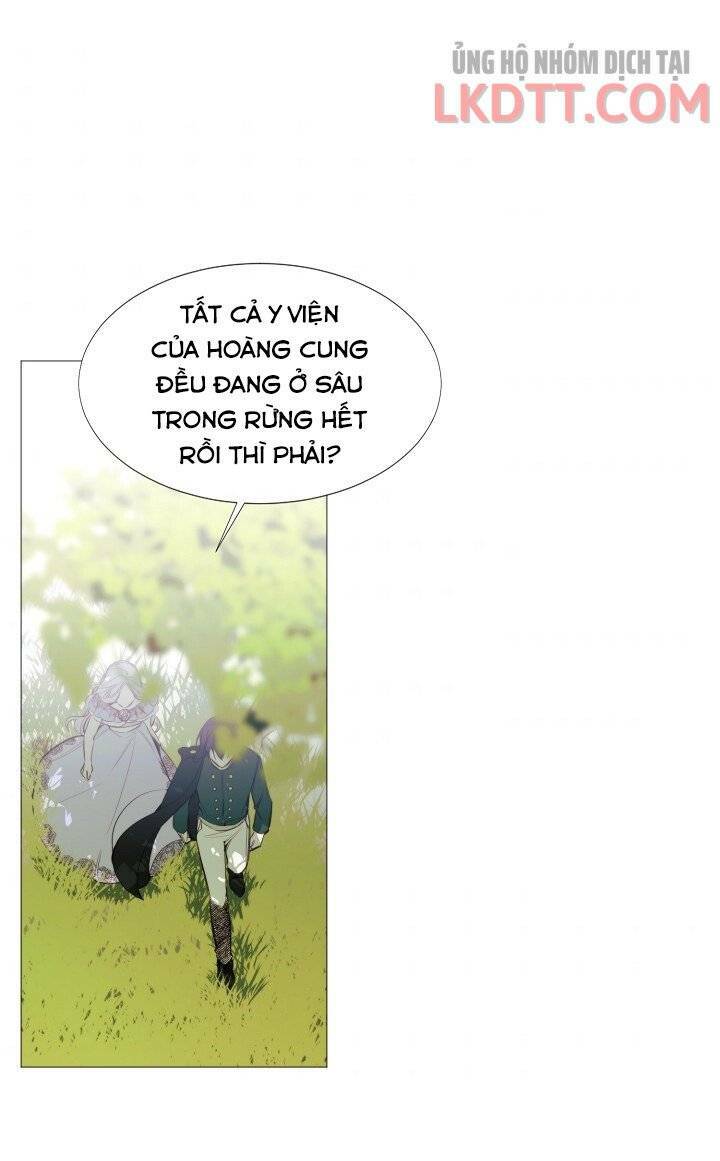 ỦNG HỘ NHÓM DỊCH TẠI
LKDTT.COM
TẤT CẢ Y VIỆN
CỦA HOÀNG CUNG
ĐỀU ĐANG Ở SÂU
TRONG RỪNG HẾT
RỒI THÌ PHẢI?